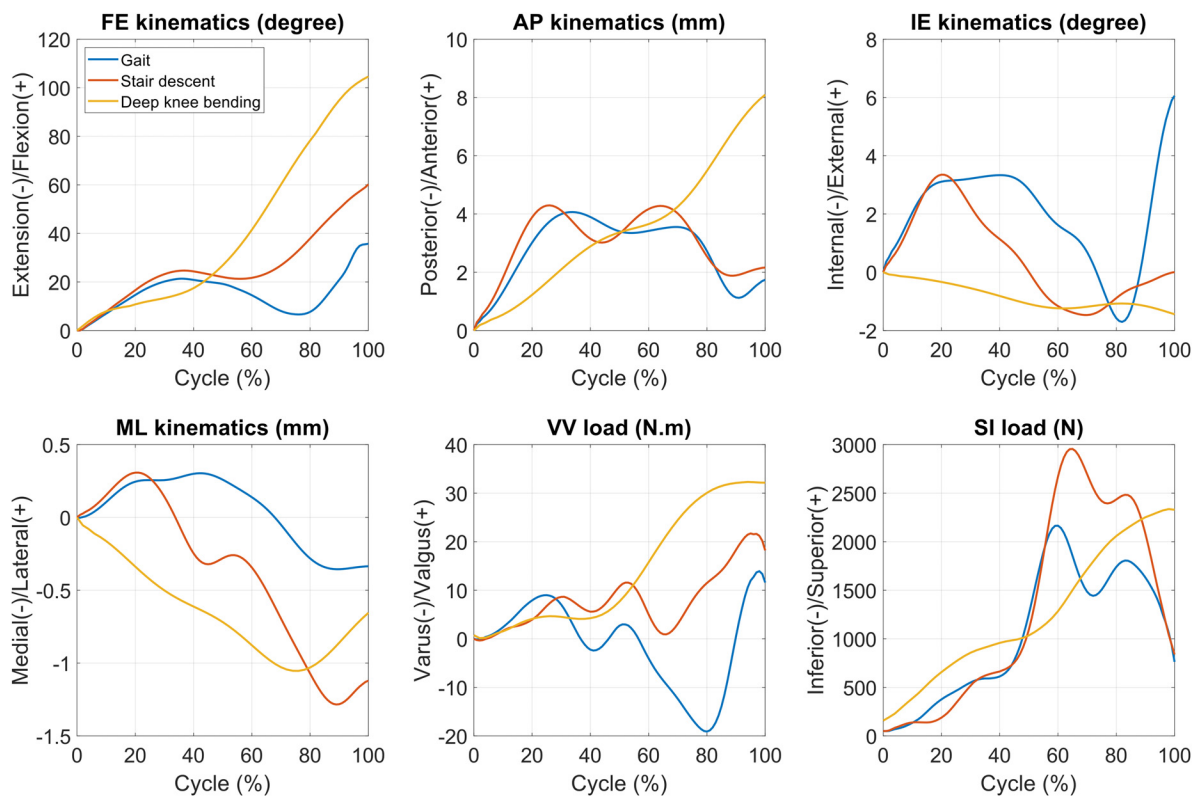 FE kinematics (degree)
120
100
80
60
40
20
0
0 20 40 60 80 100
Cycle (%)
Extension(-)/Flexion(+)
Gait
Stair descent
Deep knee bending
AP kinematics (mm)
10
8
6
4
2
0
0 20 40 60 80 100
Cycle (%)
Posterior(-)/Anterior(+)
IE kinematics (degree)
8
6
4
2
0
-2
0 20 40 60 80 100
Cycle (%)
Internal(-)/External(+)
ML kinematics (mm)
0.5
0
-0.5
-1
-1.5
0 20 40 60 80 100
Cycle (%)
Medial(-)/Lateral(+)
VV load (N.m)
40
30
20
10
0
-10
-20
0 20 40 60 80 100
Cycle (%)
Varus(-)/Valgus(+)
SI load (N)
3000
2500
2000
1500
1000
500
0
0 20 40 60 80 100
Cycle (%)
Inferior(-)/Superior(+)